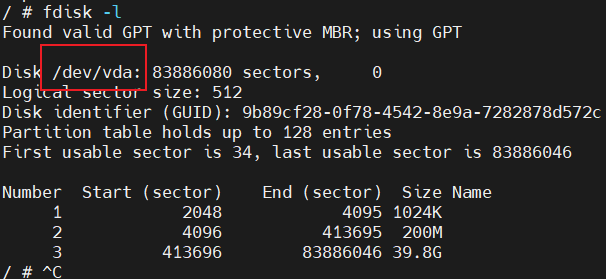 / # fdisk -l
Found valid GPT with protective MBR; using GPT
Disk /dev/vda: 83886080 sectors,     0
Logical sector size: 512
Disk identifier (GUID): 9b89cf28-0f78-4542-8e9a-7282878d572c
Partition table holds up to 128 entries
First usable sector is 34, last usable sector is 83886046
Number  Start (sector)    End (sector)  Size Name
     1            2048            4095 1024K
     2            4096          413695  200M
     3          413696        83886046 39.8G
/ # ^C